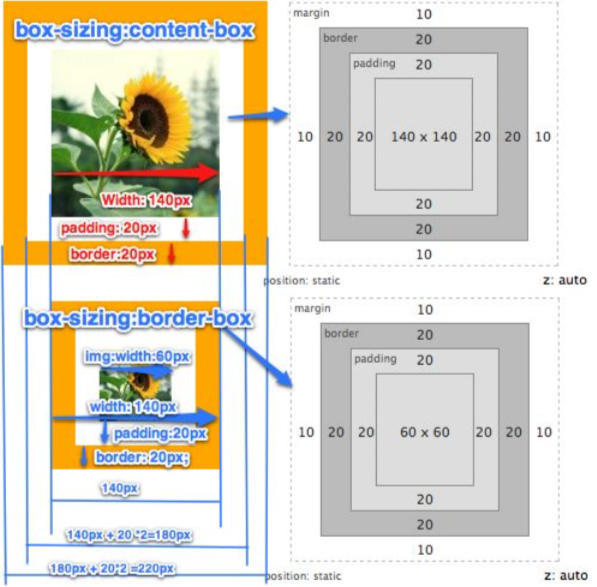 box-sizing:content-box
Width: 140px
padding: 20px
border:20px
margin
10
border
20
padding
20
10 20 20 140 x 140 20 20 10
20
20
10
position: static z: auto
box-sizing:border-box
img:width:60px
width: 140px
padding:20px
border: 20px;
140px
140px + 20 *2=180px
180px + 20*2 =220px
margin
10
border
20
padding
20
10 20 20 60 x 60 20 20 10
20
20
10
position: static z: auto